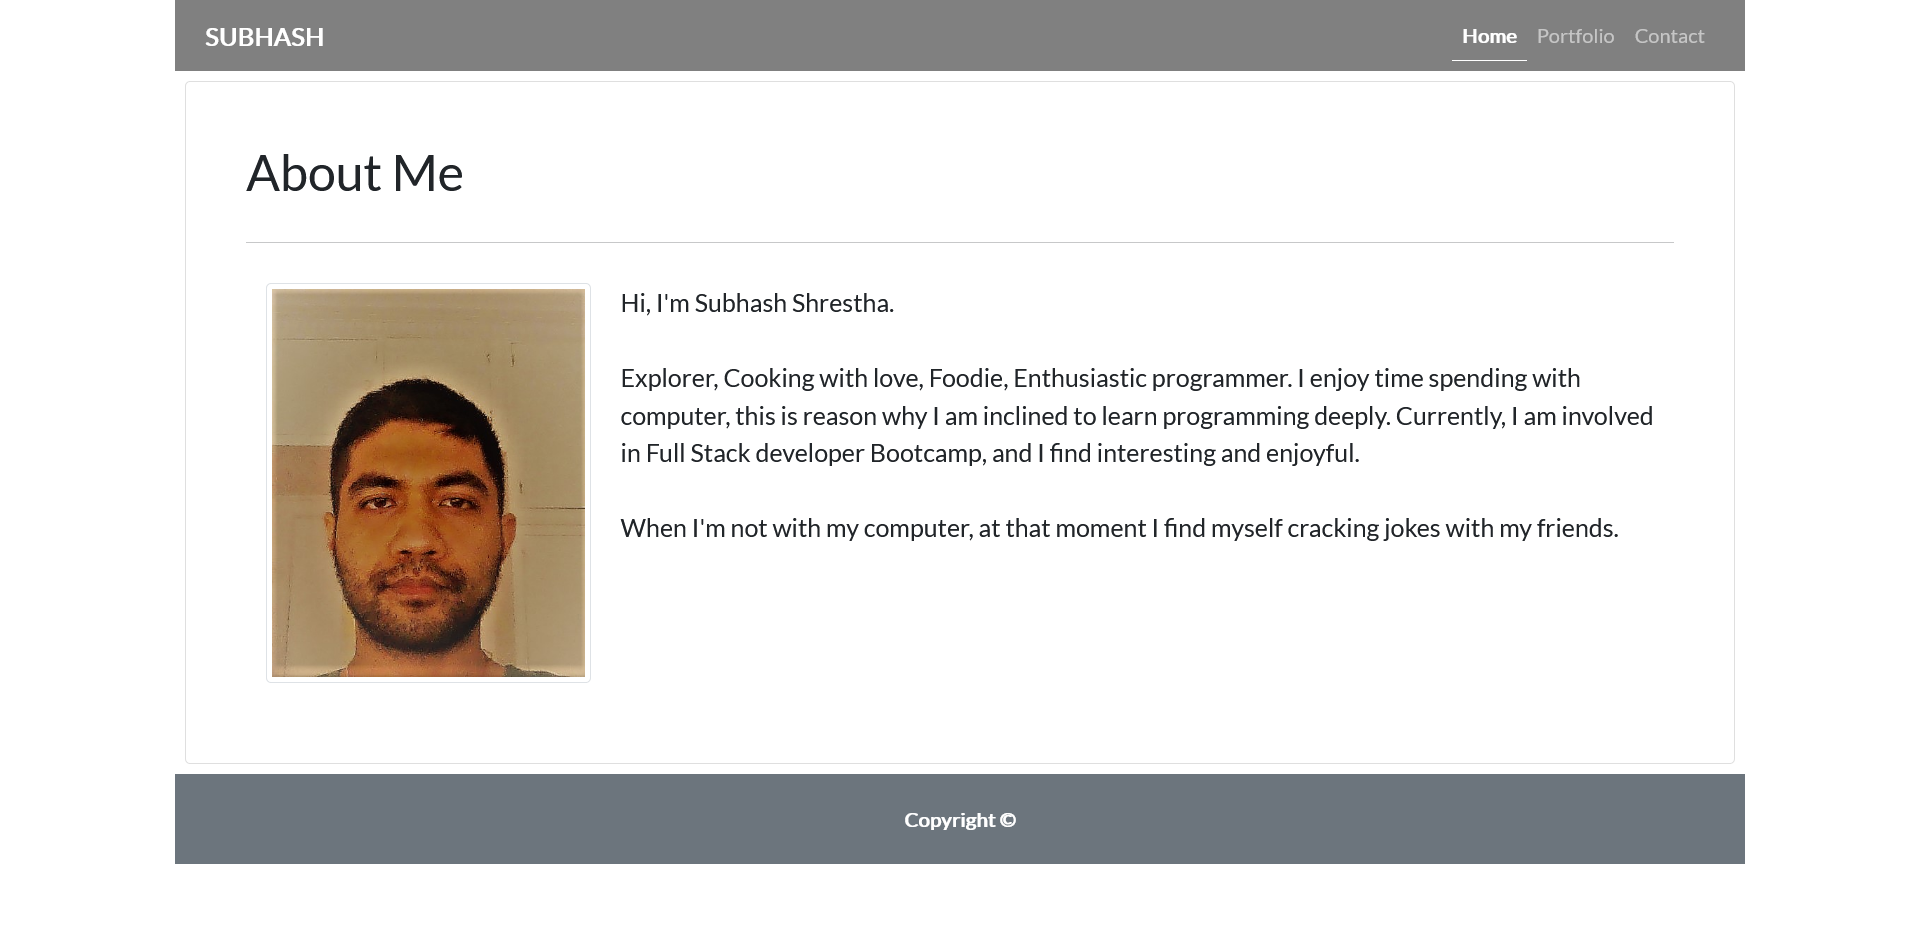 SUBHASH
Home Portfolio Contact
About Me
Hi, I'm Subhash Shrestha.
Explorer, Cooking with love, Foodie, Enthusiastic programmer. I enjoy time spending with
computer, this is reason why I am inclined to learn programming deeply. Currently, I am involved
in Full Stack developer Bootcamp, and I find interesting and enjoyful.
When I'm not with my computer, at that moment I find myself cracking jokes with my friends.
Copyright ©